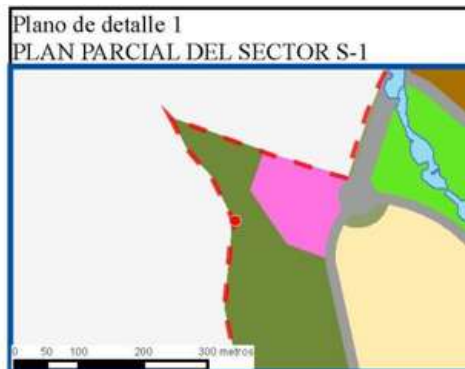 Plano de detalle 1
PLAN PARCIAL DEL SECTOR S-1
0 50 100 200 300 metros